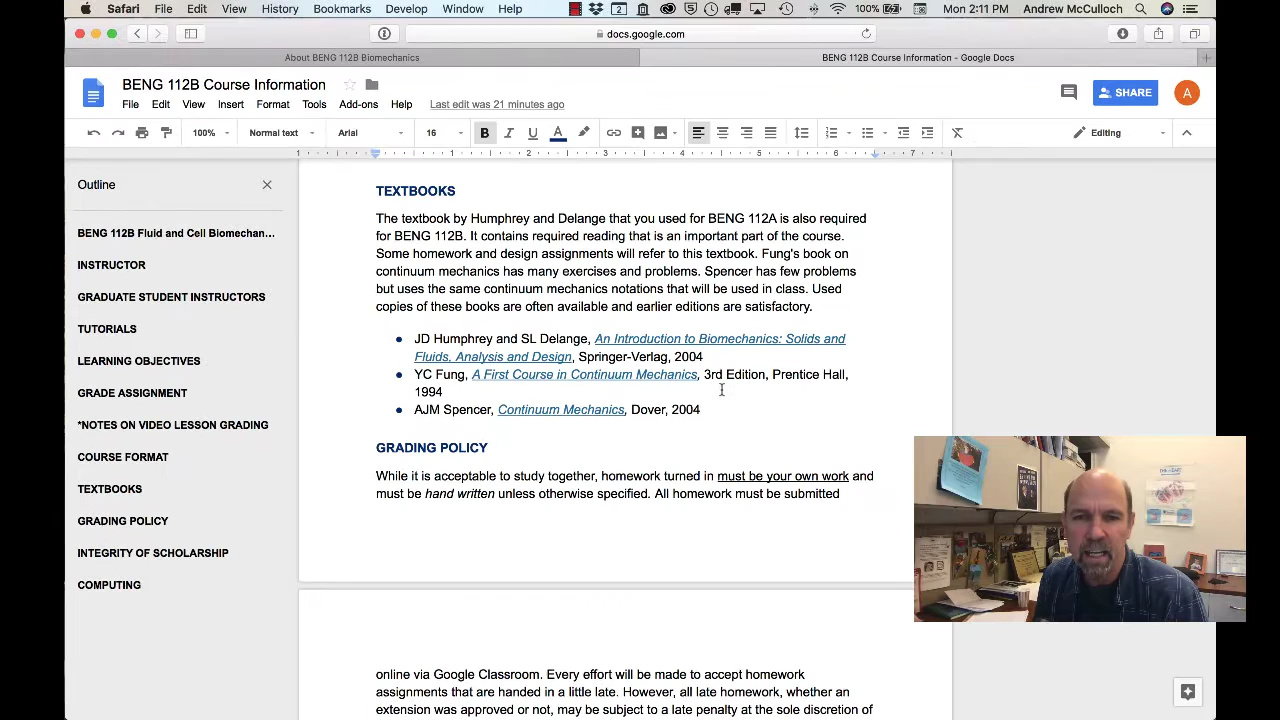 Safari File Edit View History Bookmarks Develop Window Help 2 100% Mon 2:11 PM Andrew McCulloch
docs.google.com
About BENG 112B Biomechanics
BENG 112B Course Information - Google Docs
BENG 112B Course Information
File Edit View Insert Format Tools Add-ons Help Last edit was 21 minutes ago
SHARE
A
100% Normal text Arial 16 B I U A Editing
1 1 2 3 4 5 6 7
Outline
BENG 112B Fluid and Cell Biomechan...
INSTRUCTOR
GRADUATE STUDENT INSTRUCTORS
TUTORIALS
LEARNING OBJECTIVES
GRADE ASSIGNMENT
*NOTES ON VIDEO LESSON GRADING
COURSE FORMAT
TEXTBOOKS
GRADING POLICY
INTEGRITY OF SCHOLARSHIP
COMPUTING
TEXTBOOKS
The textbook by Humphrey and Delange that you used for BENG 112A is also required
for BENG 112B. It contains required reading that is an important part of the course.
Some homework and design assignments will refer to this textbook. Fung's book on
continuum mechanics has many exercises and problems. Spencer has few problems
but uses the same continuum mechanics notations that will be used in class. Used
copies of these books are often available and earlier editions are satisfactory.
● JD Humphrey and SL Delange, An Introduction to Biomechanics: Solids and
Fluids, Analysis and Design, Springer-Verlag, 2004
● YC Fung, A First Course in Continuum Mechanics, 3rd Edition, Prentice Hall,
1994
● AJM Spencer, Continuum Mechanics, Dover, 2004
GRADING POLICY
While it is acceptable to study together, homework turned in must be your own work and
must be hand written unless otherwise specified. All homework must be submitted
online via Google Classroom. Every effort will be made to accept homework
assignments that are handed in a little late. However, all late homework, whether an
extension was approved or not, may be subject to a late penalty at the sole discretion of